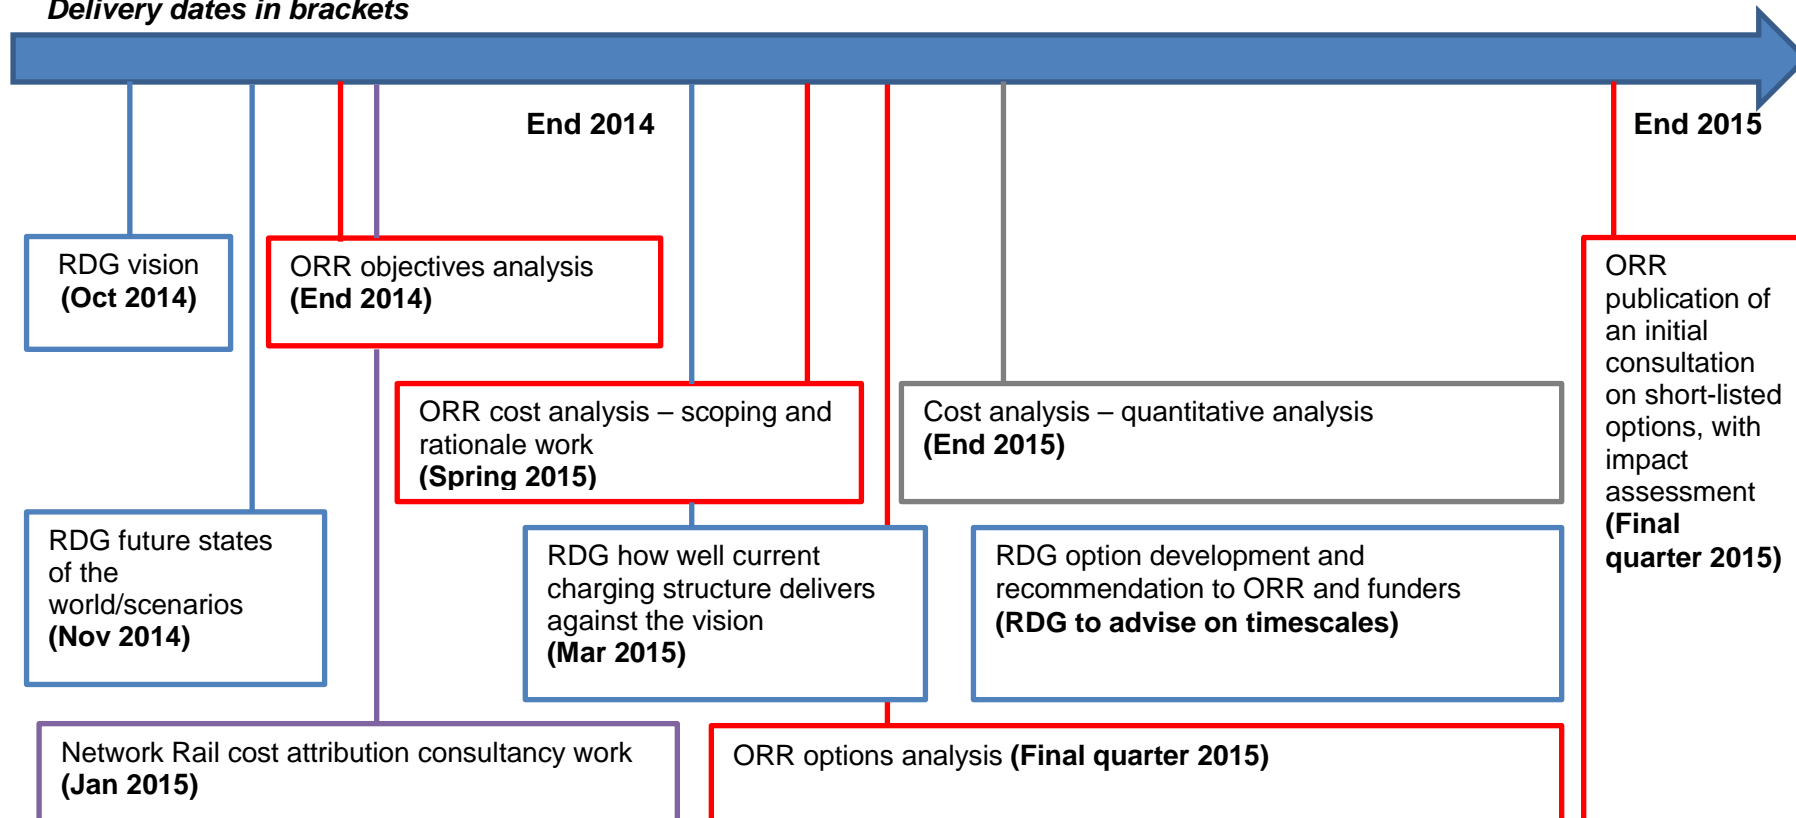 Delivery dates in brackets
End 2014
End 2015
RDG vision
(Oct 2014)
ORR objectives analysis
(End 2014)
ORR
publication of
an initial
consultation
on short-listed
options, with
impact
assessment
(Final
quarter 2015)
ORR cost analysis – scoping and
rationale work
(Spring 2015)
Cost analysis – quantitative analysis
(End 2015)
RDG future states
of the
world/scenarios
(Nov 2014)
RDG how well current
charging structure delivers
against the vision
(Mar 2015)
RDG option development and
recommendation to ORR and funders
(RDG to advise on timescales)
Network Rail cost attribution consultancy work
(Jan 2015)
ORR options analysis (Final quarter 2015)